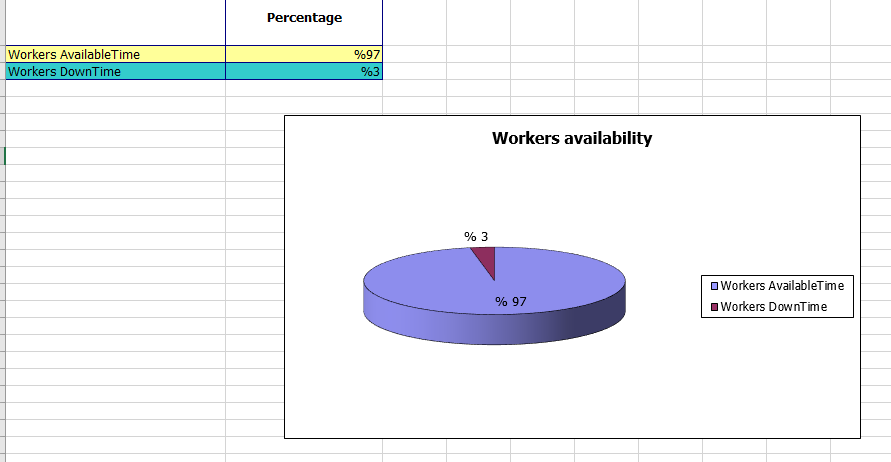 Percentage
Workers AvailableTime %97
Workers DownTime %3
Workers availability
% 3
% 97
Workers AvailableTime
Workers DownTime